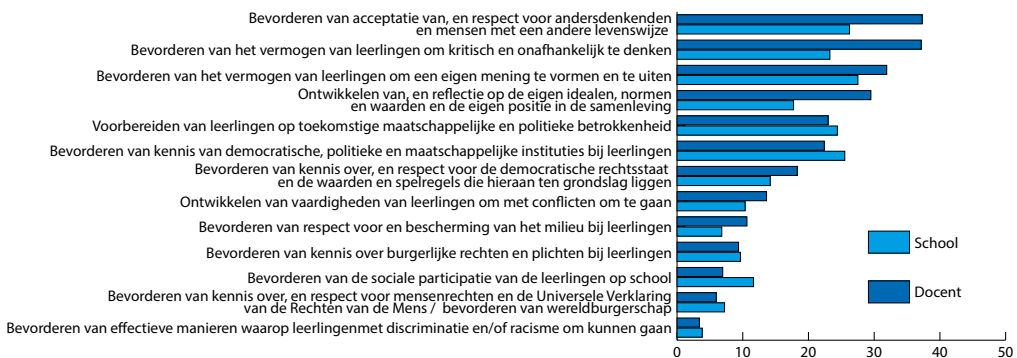 Bevorderen van acceptatie van, en respect voor andersdenkenden
en mensen met een andere levenswijze
Bevorderen van het vermogen van leerlingen om kritisch en onafhankelijk te denken
Bevorderen van het vermogen van leerlingen om een eigen mening te vormen en te uiten
Ontwikkelen van, en reflectie op de eigen idealen, normen
en waarden en de eigen positie in de samenleving
Voorbereiden van leerlingen op toekomstige maatschappelijke en politieke betrokkenheid
Bevorderen van kennis van democratische, politieke en maatschappelijke instituties bij leerlingen
Bevorderen van kennis over, en respect voor de democratische rechtsstaat
en de waarden en spelregels die hieraan ten grondslag liggen
Ontwikkelen van vaardigheden van leerlingen om met conflicten om te gaan
Bevorderen van respect voor en bescherming van het milieu bij leerlingen
Bevorderen van kennis over burgerlijke rechten en plichten bij leerlingen
Bevorderen van de sociale participatie van de leerlingen op school
Bevorderen van kennis over, en respect voor mensenrechten en de Universele Verklaring
van de Rechten van de Mens / bevorderen van wereldburgerschap
Bevorderen van effectieve manieren waarop leerlingenmet discriminatie en/of racisme om kunnen gaan
School
Docent
0 10 20 30 40 50